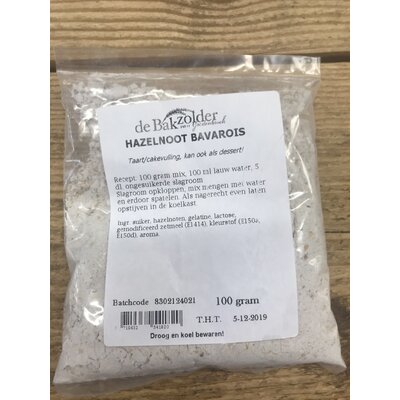 de Bakzolder
HAZELNOOT BAVAROIS
Taart/cakevulling, kan ook als dessert!
Recept: 100 gram mix, 100 ml lauw water, 5
dl. ongesuikerde slagroom
Slagroom opkloppen, mix mengen met water
en erdoor spatelen. Als nagerecht even laten
opstijven in de koelkast
Ingr. suiker, hazelnoten, gelatine, lactose,
gemodificeerd zetmeel (E1414), kleurstof (E150a,
E150d), aroma.
Batchcode 8302124021 100 gram
T.H.T. 5-12-2019
Droog en koel bewaren!